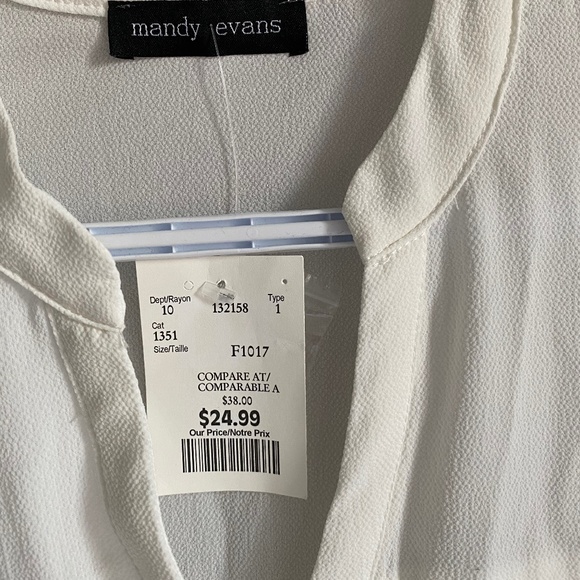 mandy evans
Dept/Rayon 132158 Type
10 1
Cat
1351
Size/Taille F1017
COMPARE AT/
COMPARABLE A
$38.00
$24.99
Our Price/Notre Prix